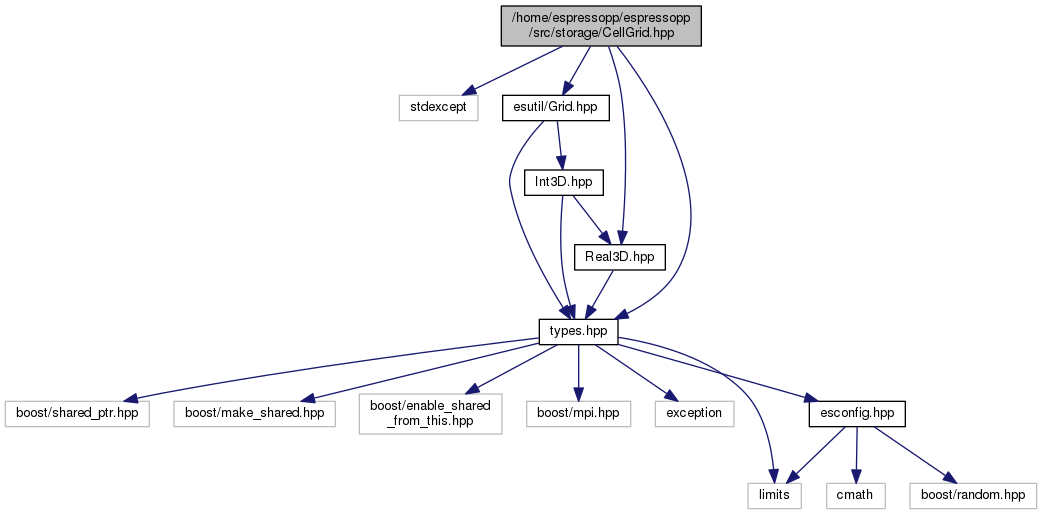 /home/espressopp/espressopp
/src/storage/CellGrid.hpp
stdexcept
esutil/Grid.hpp
Int3D.hpp
Real3D.hpp
types.hpp
boost/shared_ptr.hpp
boost/make_shared.hpp
boost/enable_shared
_from_this.hpp
boost/mpi.hpp
exception
esconfig.hpp
limits
cmath
boost/random.hpp